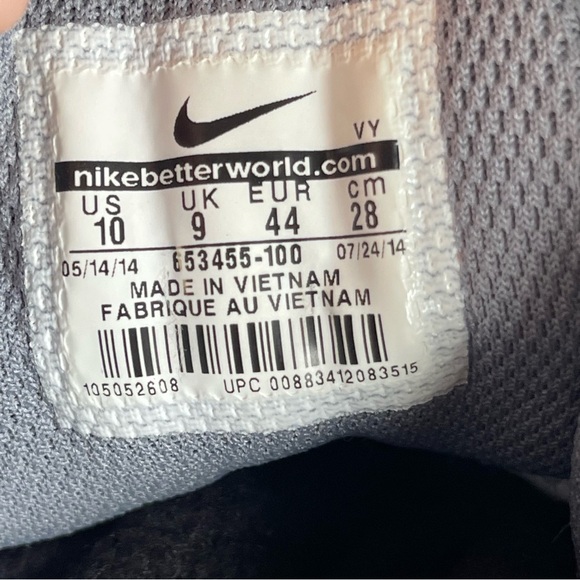 VY
nikebetterworld.com
US UK EUR cm
10 9 44 28
05/14/14 653455-100 07/24/14
MADE IN VIETNAM
FABRIQUE AU VIETNAM
105052608 UPC 00883412083515